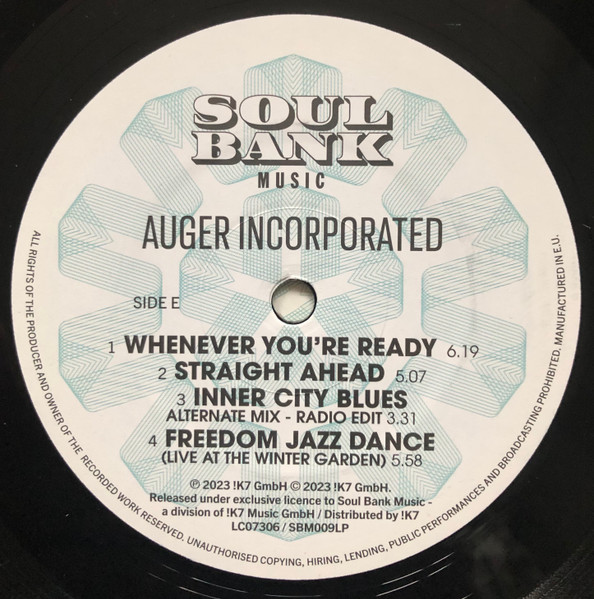 SOUL
BANK
MUSIC
AUGER INCORPORATED
SIDE E
1 WHENEVER YOU'RE READY 6.19
2 STRAIGHT AHEAD 5.07
3 INNER CITY BLUES
ALTERNATE MIX - RADIO EDIT 3.31
4 FREEDOM JAZZ DANCE
(LIVE AT THE WINTER GARDEN) 5.58
℗ 2023 !K7 GmbH © 2023 !K7 GmbH.
Released under exclusive licence to Soul Bank Music -
a division of !K7 Music GmbH / Distributed by !K7
LC07306 / SBM009LP
ALL RIGHTS OF THE PRODUCER AND OWNER OF THE RECORDED WORK RESERVED. UNAUTHORISED COPYING, HIRING, LENDING, PUBLIC PERFORMANCES AND BROADCASTING PROHIBITED. MANUFACTURED IN E.U.